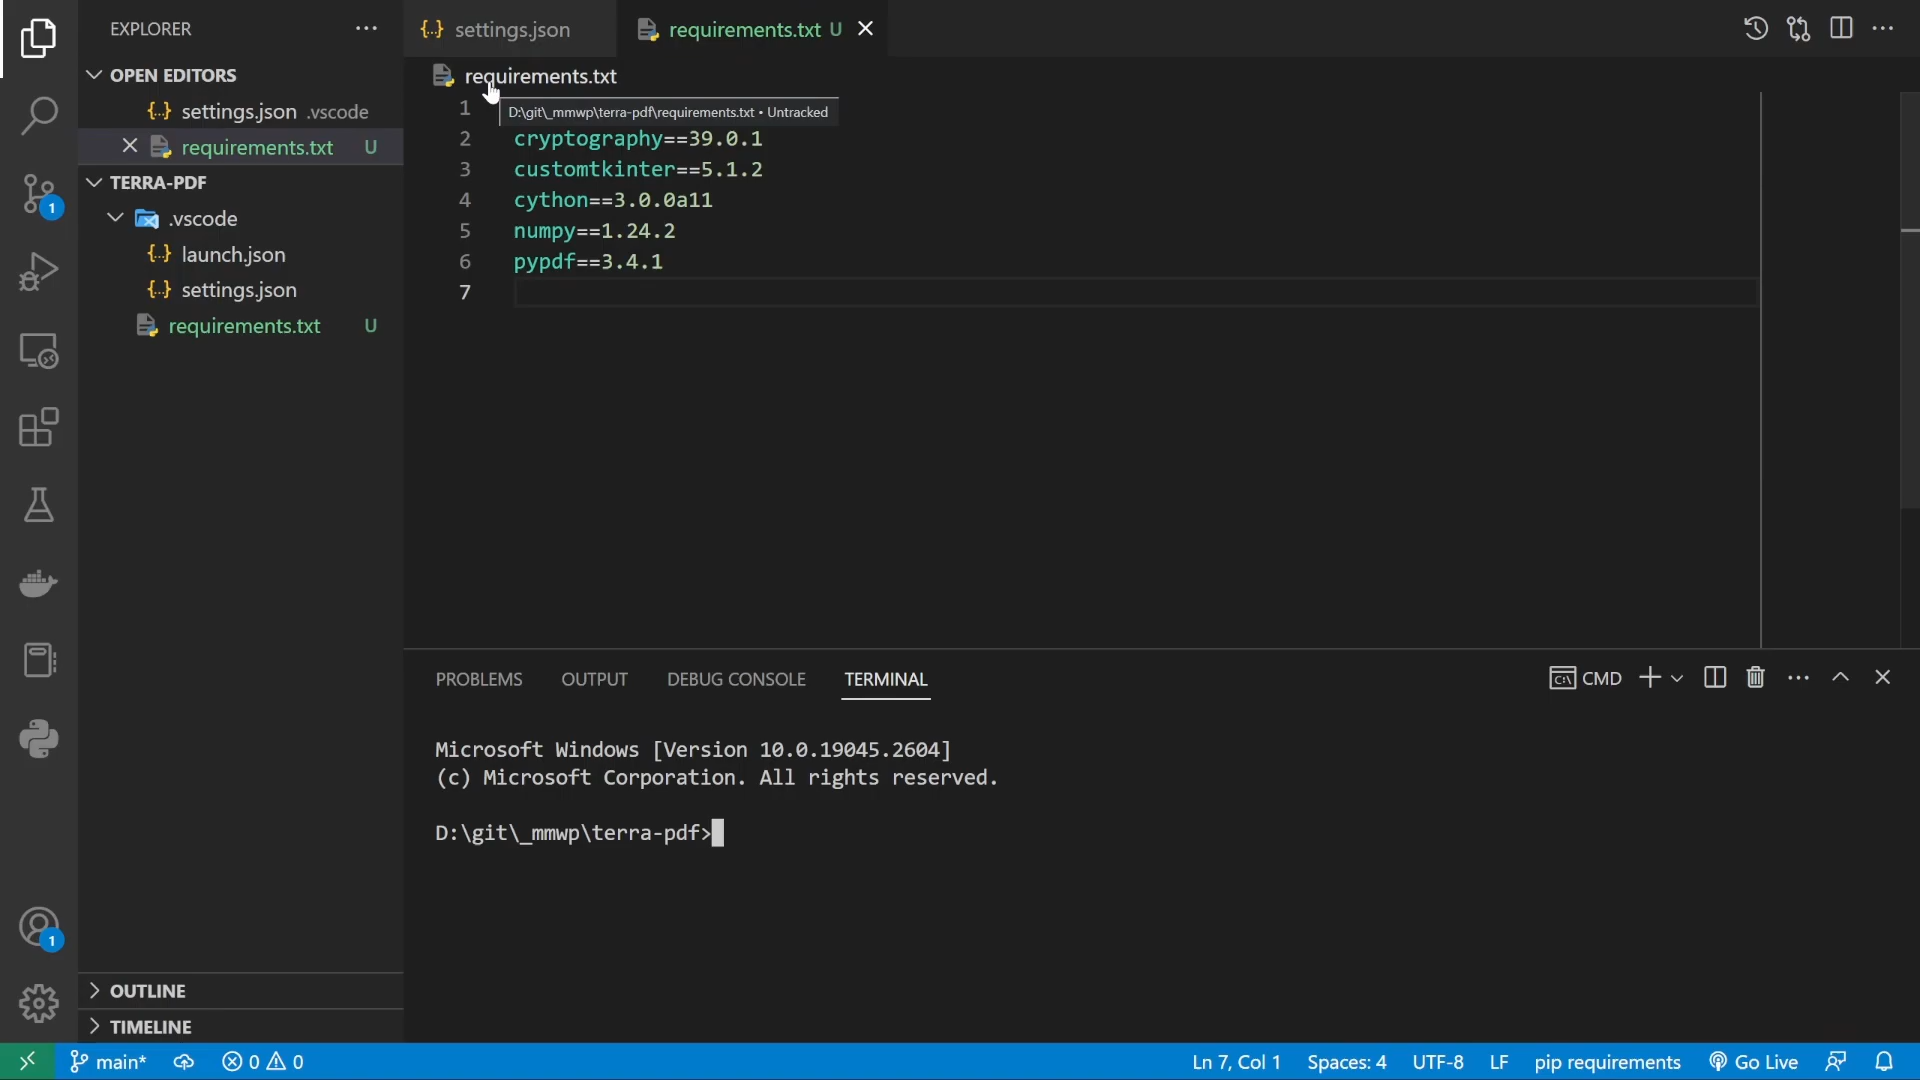 EXPLORER
settings.json
requirements.txt U
OPEN EDITORS
settings.json .vscode
requirements.txt U
TERRA-PDF
.vscode
launch.json
settings.json
requirements.txt U
OUTLINE
TIMELINE
1
1
requirements.txt
D:\git\_mmwp\terra-pdf\requirements.txt • Untracked
1
2 cryptography==39.0.1
3 customtkinter==5.1.2
4 cython==3.0.0a11
5 numpy==1.24.2
6 pypdf==3.4.1
7
PROBLEMS OUTPUT DEBUG CONSOLE TERMINAL
CMD
Microsoft Windows [Version 10.0.19045.2604]
(c) Microsoft Corporation. All rights reserved.
D:\git\_mmwp\terra-pdf>
main* 0 0 Ln 7, Col 1 Spaces: 4 UTF-8 LF pip requirements Go Live